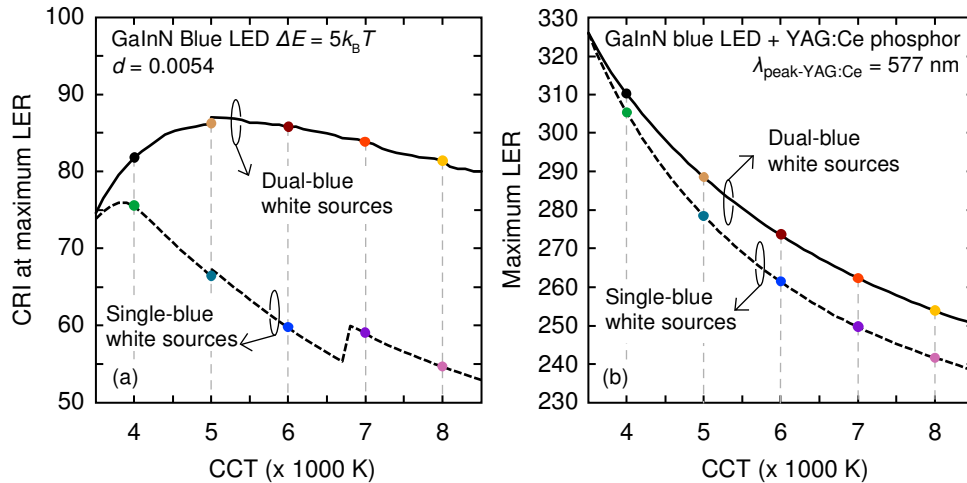 GaInN Blue LED ΔE = 5k_BT
d = 0.0054
100
90
80
70
60
50
CRI at maximum LER
Dual-blue
white sources
Single-blue
white sources
(a)
4 5 6 7 8
CCT (x 1000 K)
GaInN blue LED + YAG:Ce phosphor
λ_peak-YAG:Ce = 577 nm
330
320
310
300
290
280
270
260
250
240
230
Maximum LER
Dual-blue
white sources
Single-blue
white sources
(b)
4 5 6 7 8
CCT (x 1000 K)